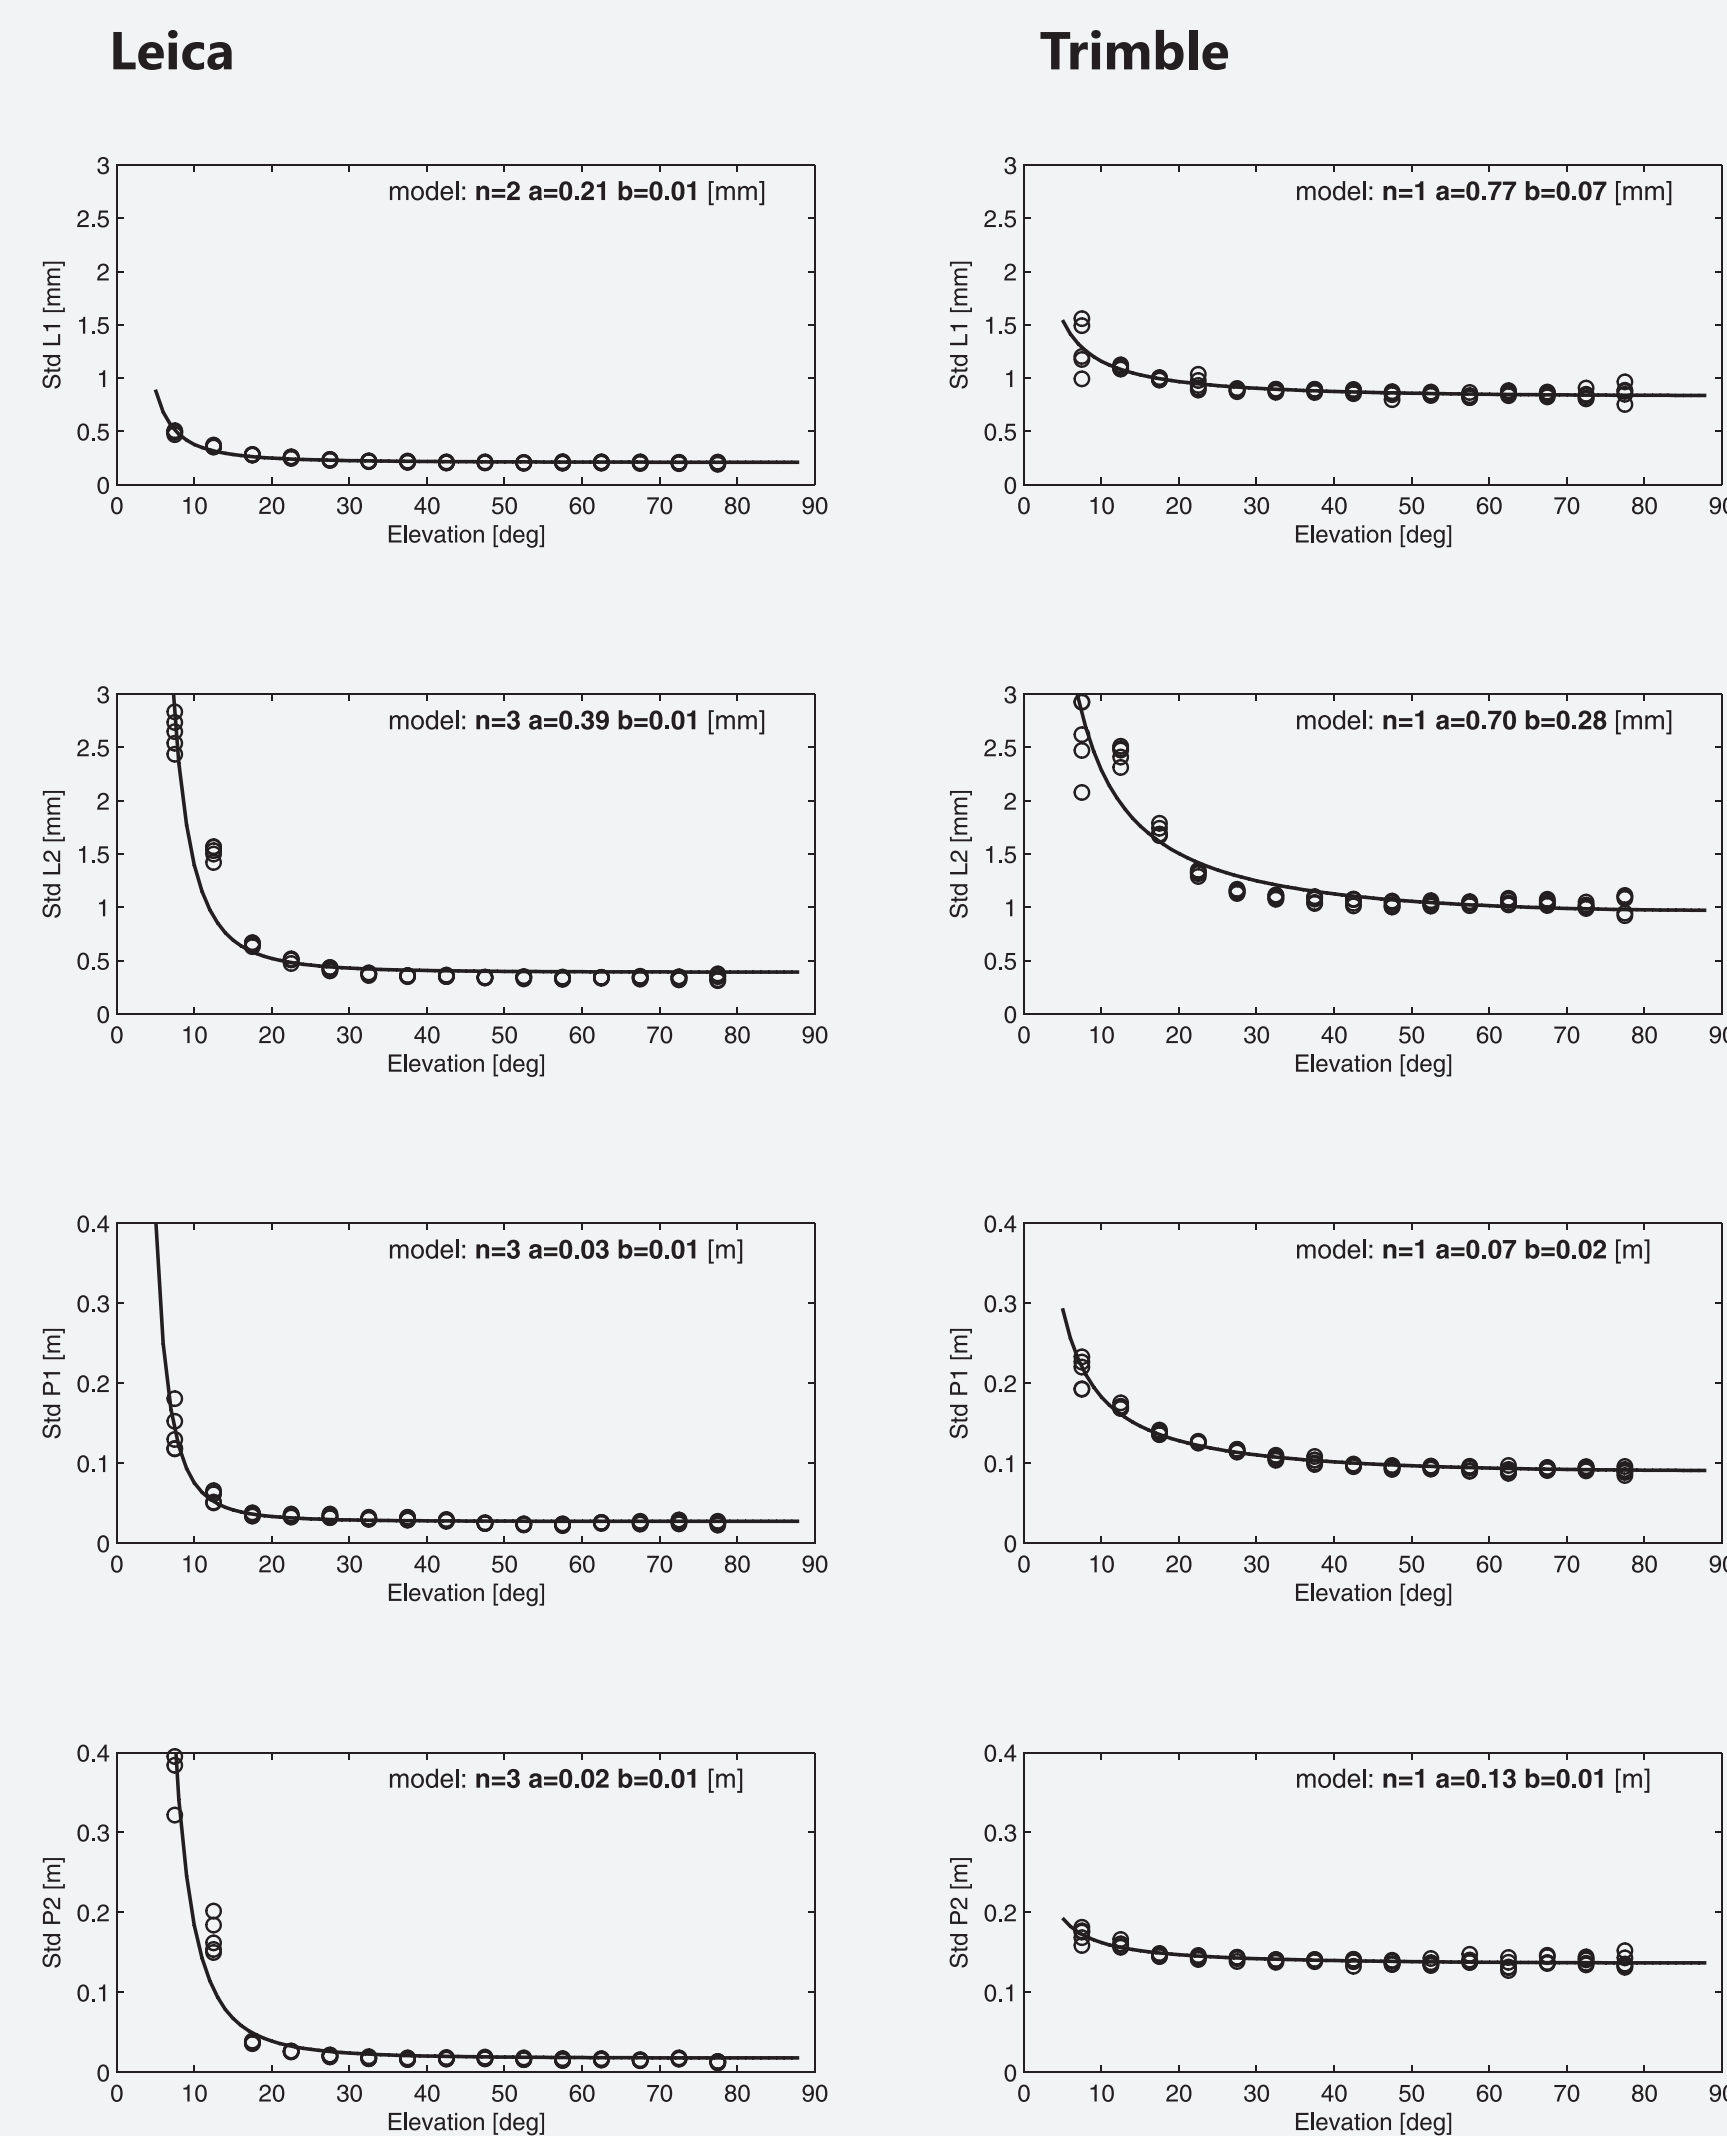 Leica
Trimble
model: n=2 a=0.21 b=0.01 [mm]
Std L1 [mm]
3
2.5
2
1.5
1
0.5
0
0 10 20 30 40 50 60 70 80 90
Elevation [deg]
model: n=1 a=0.77 b=0.07 [mm]
Std L1 [mm]
3
2.5
2
1.5
1
0.5
0
0 10 20 30 40 50 60 70 80 90
Elevation [deg]
model: n=3 a=0.39 b=0.01 [mm]
Std L2 [mm]
3
2.5
2
1.5
1
0.5
0
0 10 20 30 40 50 60 70 80 90
Elevation [deg]
model: n=1 a=0.70 b=0.28 [mm]
Std L2 [mm]
3
2.5
2
1.5
1
0.5
0
0 10 20 30 40 50 60 70 80 90
Elevation [deg]
model: n=3 a=0.03 b=0.01 [m]
Std P1 [m]
0.4
0.3
0.2
0.1
0
0 10 20 30 40 50 60 70 80 90
Elevation [deg]
model: n=1 a=0.07 b=0.02 [m]
Std P1 [m]
0.4
0.3
0.2
0.1
0
0 10 20 30 40 50 60 70 80 90
Elevation [deg]
model: n=3 a=0.02 b=0.01 [m]
Std P2 [m]
0.4
0.3
0.2
0.1
0
0 10 20 30 40 50 60 70 80 90
Elevation [deg]
model: n=1 a=0.13 b=0.01 [m]
Std P2 [m]
0.4
0.3
0.2
0.1
0
0 10 20 30 40 50 60 70 80 90
Elevation [deg]